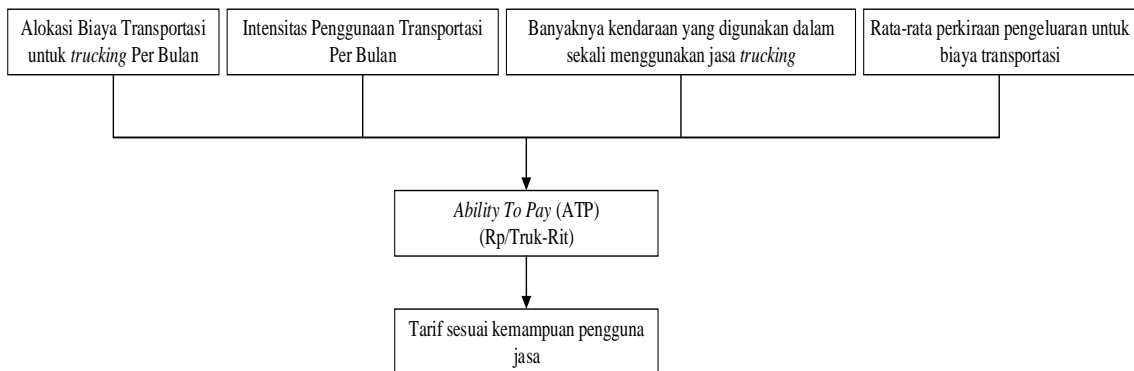 Alokasi Biaya Transportasi
untuk trucking Per Bulan
Intensitas Penggunaan Transportasi
Per Bulan
Banyaknya kendaraan yang digunakan dalam
sekali menggunakan jasa trucking
Rata-rata perkiraan pengeluaran untuk
biaya transportasi
Ability To Pay (ATP)
(Rp/Truk-Rit)
Tarif sesuai kemampuan pengguna
jasa